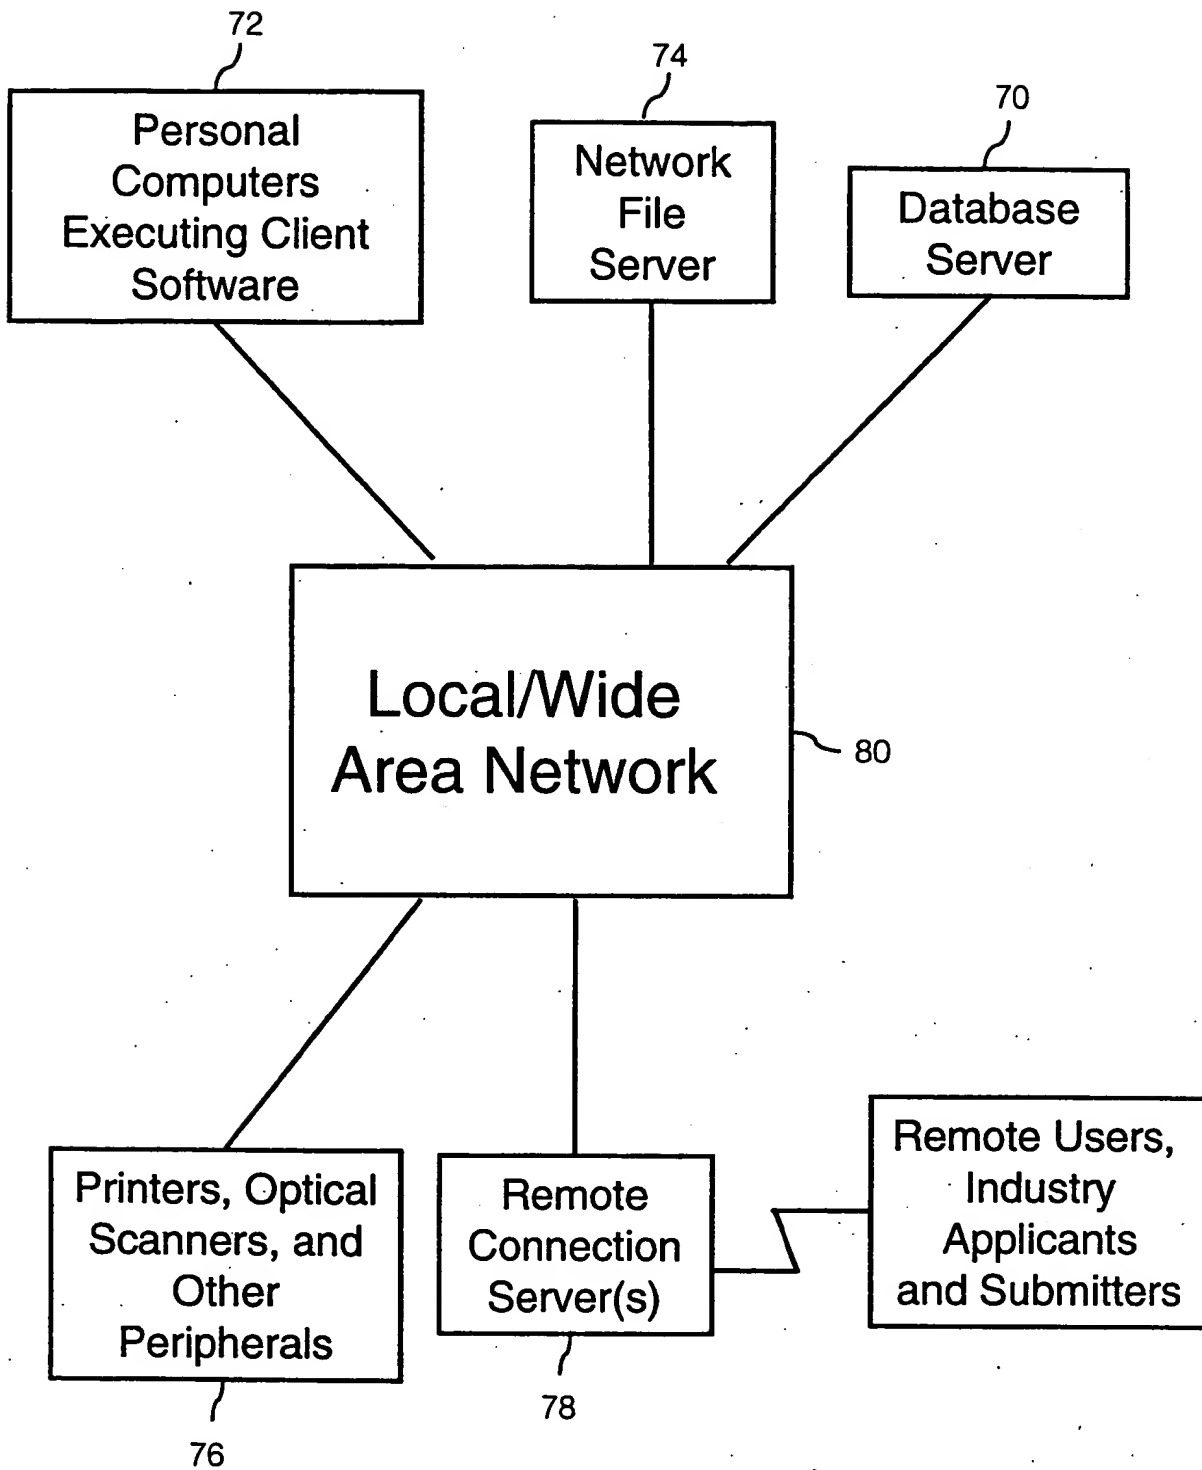 72
Personal
Computers
Executing Client
Software
74
Network
File
Server
70
Database
Server
Local/Wide
Area Network
80
Printers, Optical
Scanners, and
Other
Peripherals
76
Remote
Connection
Server(s)
78
Remote Users,
Industry
Applicants
and Submitters